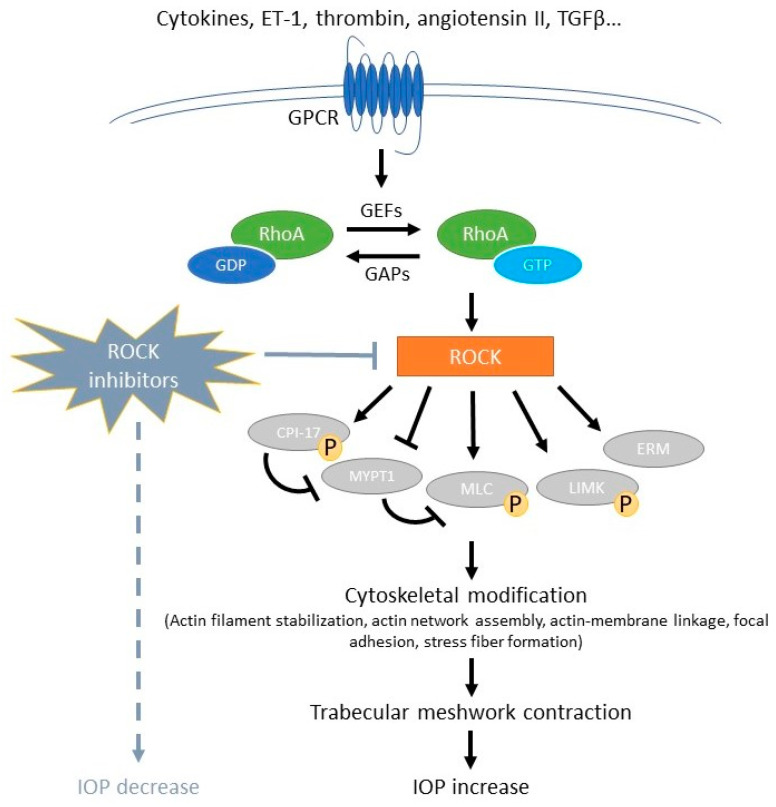 Cytokines, ET-1, thrombin, angiotensin II, TGFβ...
GPCR
GEFs
RhoA
RhoA
GDP
GTP
GAPs
ROCK
inhibitors
ROCK
CPI-17
P
ERM
MYPT1
MLC
P
LIMK
P
Cytoskeletal modification
(Actin filament stabilization, actin network assembly, actin-membrane linkage, focal
adhesion, stress fiber formation)
Trabecular meshwork contraction
IOP decrease
IOP increase